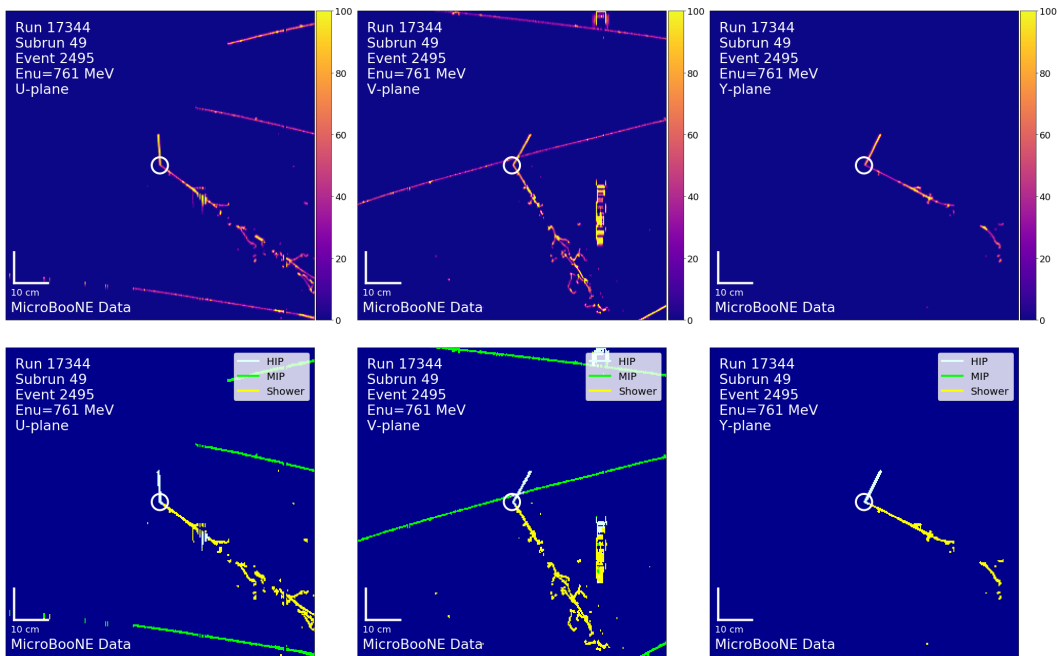 Run 17344
Subrun 49
Event 2495
Enu=761 MeV
U-plane
10 cm
MicroBooNE Data
100
80
60
40
20
0
Run 17344
Subrun 49
Event 2495
Enu=761 MeV
V-plane
10 cm
MicroBooNE Data
100
80
60
40
20
0
Run 17344
Subrun 49
Event 2495
Enu=761 MeV
Y-plane
10 cm
MicroBooNE Data
100
80
60
40
20
0
Run 17344
Subrun 49
Event 2495
Enu=761 MeV
U-plane
HIP
MIP
Shower
10 cm
MicroBooNE Data
Run 17344
Subrun 49
Event 2495
Enu=761 MeV
V-plane
HIP
MIP
Shower
10 cm
MicroBooNE Data
Run 17344
Subrun 49
Event 2495
Enu=761 MeV
Y-plane
HIP
MIP
Shower
10 cm
MicroBooNE Data